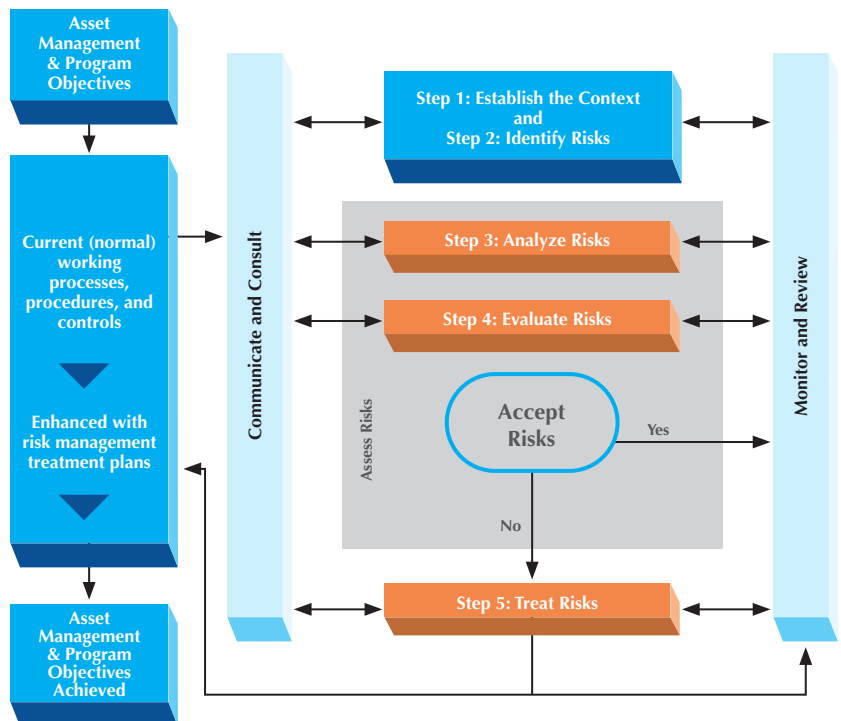 Asset
Management
& Program
Objectives
Current (normal)
working
processes,
procedures, and
controls
Enhanced with
risk management
treatment plans
Asset
Management
& Program
Objectives
Achieved
Communicate and Consult
Step 1: Establish the Context
and
Step 2: Identify Risks
Step 3: Analyze Risks
Step 4: Evaluate Risks
Assess Risks
Accept
Risks
Yes
No
Step 5: Treat Risks
Monitor and Review